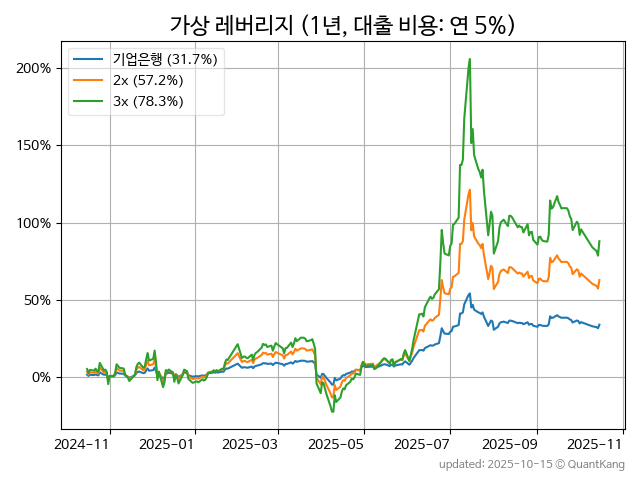 가상 레버리지 (1년, 대출 비용: 연 5%)
기업은행 (31.7%)
2x (57.2%)
3x (78.3%)
200%
150%
100%
50%
0%
2024-11 2025-01 2025-03 2025-05 2025-07 2025-09 2025-11
updated: 2025-10-15 © QuantKang